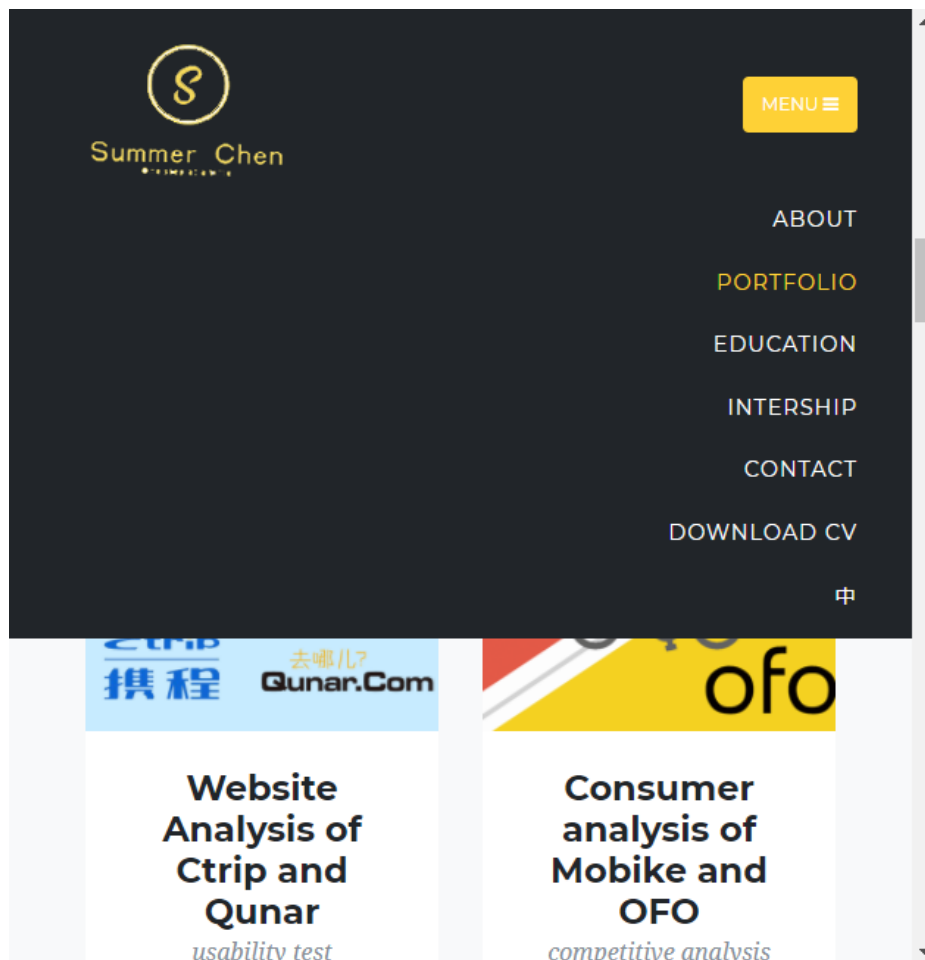 S
Summer Chen
MENU
ABOUT
PORTFOLIO
EDUCATION
INTERSHIP
CONTACT
DOWNLOAD CV
中
携程
去哪儿?
Qunar.Com
ofo
Website
Analysis of
Ctrip and
Qunar
usability test
Consumer
analysis of
Mobike and
OFO
competitive analysis